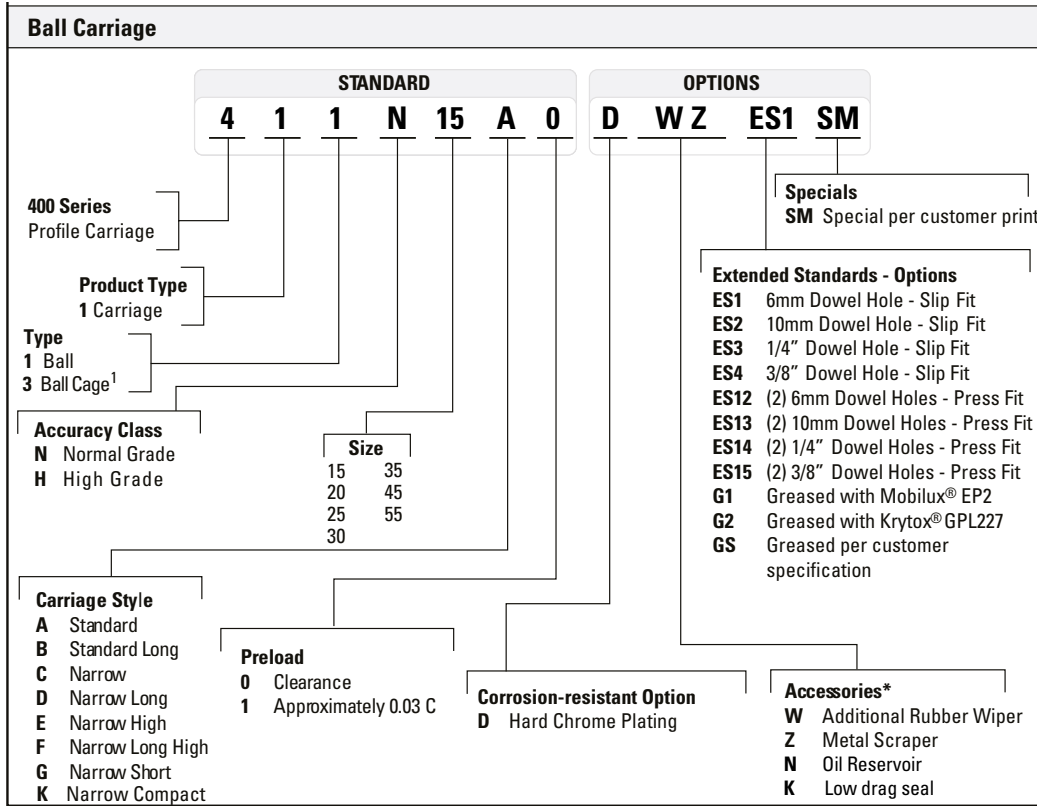 Ball Carriage
STANDARD
OPTIONS
4 1 1 N 15 A 0 D W Z ES1 SM
400 Series
Profile Carriage
Product Type
1 Carriage
Type
1 Ball
3 Ball Cage1
Accuracy Class
N Normal Grade
H High Grade
Size
15 35
20 45
25 55
30
Specials
SM Special per customer print
Extended Standards - Options
ES1 6mm Dowel Hole - Slip Fit
ES2 10mm Dowel Hole - Slip Fit
ES3 1/4” Dowel Hole - Slip Fit
ES4 3/8” Dowel Hole - Slip Fit
ES12 (2) 6mm Dowel Holes - Press Fit
ES13 (2) 10mm Dowel Holes - Press Fit
ES14 (2) 1/4” Dowel Holes - Press Fit
ES15 (2) 3/8” Dowel Holes - Press Fit
G1 Greased with Mobilux® EP2
G2 Greased with Krytox® GPL227
GS Greased per customer
specification
Carriage Style
A Standard
B Standard Long
C Narrow
D Narrow Long
E Narrow High
F Narrow Long High
G Narrow Short
K Narrow Compact
Preload
0 Clearance
1 Approximately 0.03 C
Corrosion-resistant Option
D Hard Chrome Plating
Accessories*
W Additional Rubber Wiper
Z Metal Scraper
N Oil Reservoir
K Low drag seal